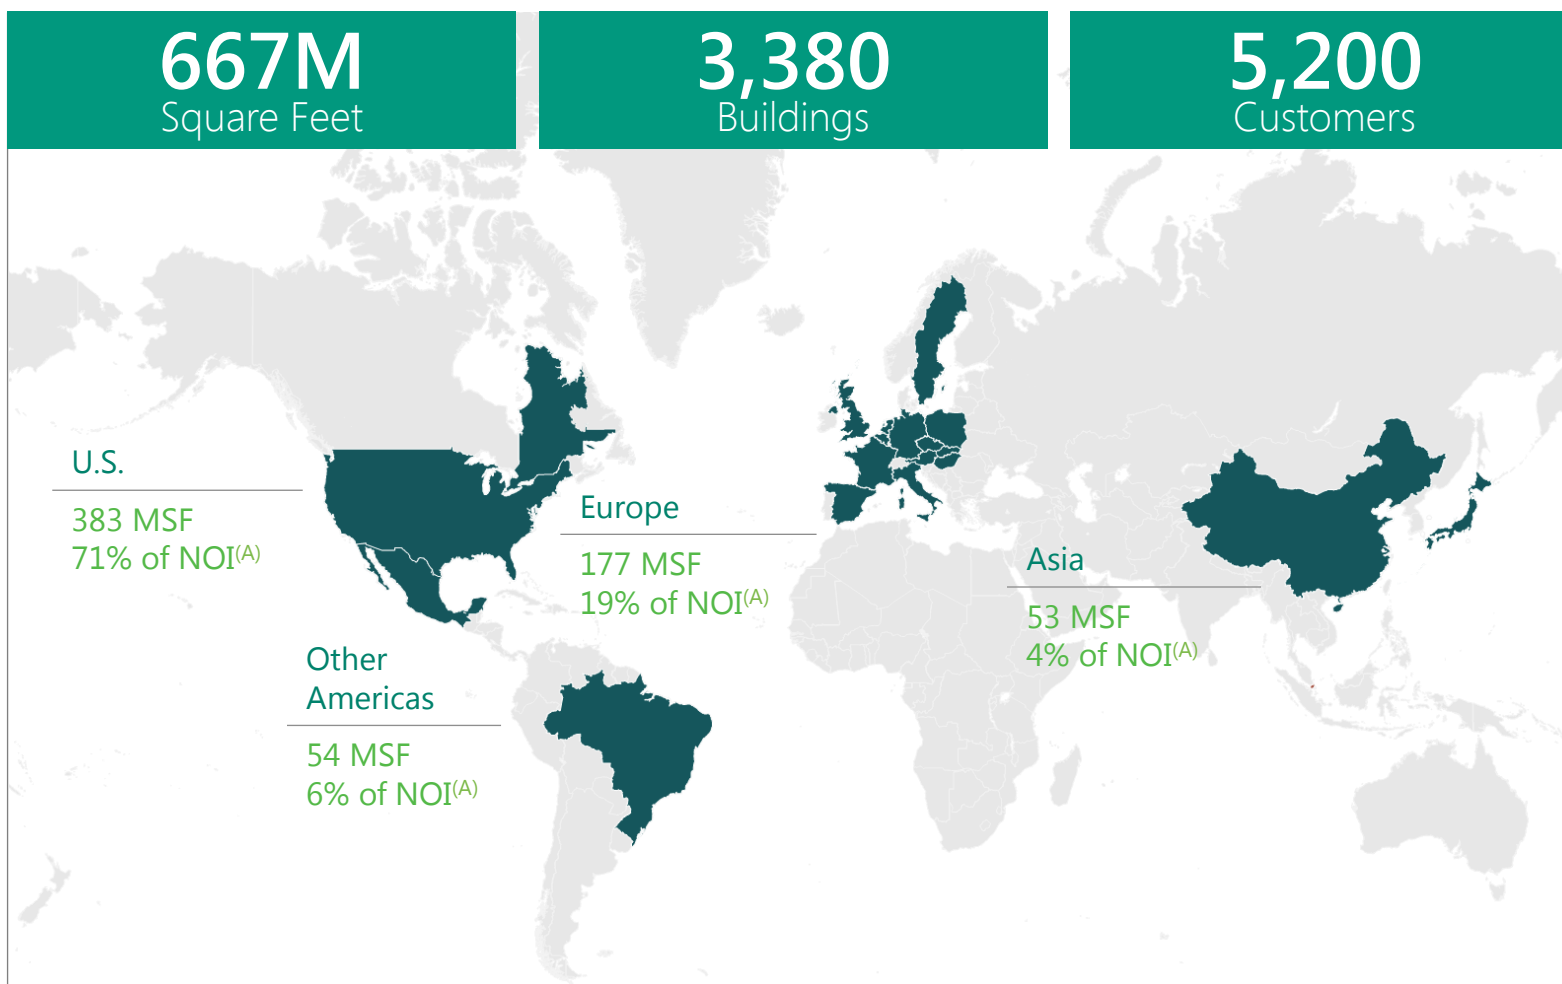 667M
Square Feet
3,380
Buildings
5,200
Customers
U.S.
383 MSF
71% of NOI(A)
Europe
177 MSF
19% of NOI(A)
Asia
53 MSF
4% of NOI(A)
Other
Americas
54 MSF
6% of NOI(A)